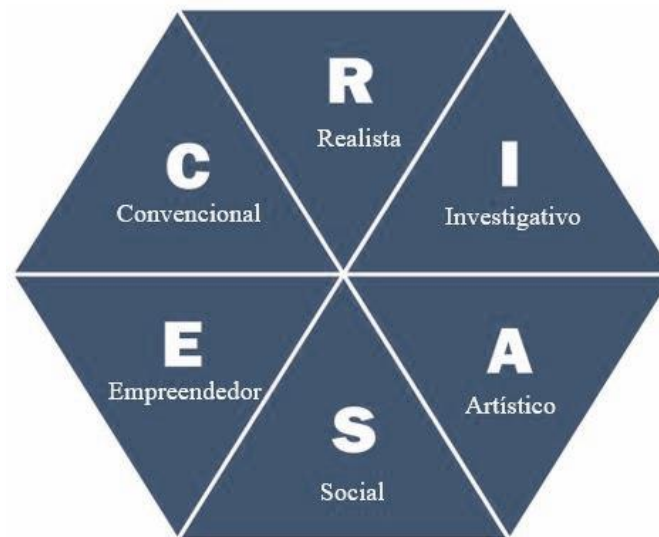 R
Realista
I
Investigativo
A
Artístico
S
Social
E
Empreendedor
C
Convencional